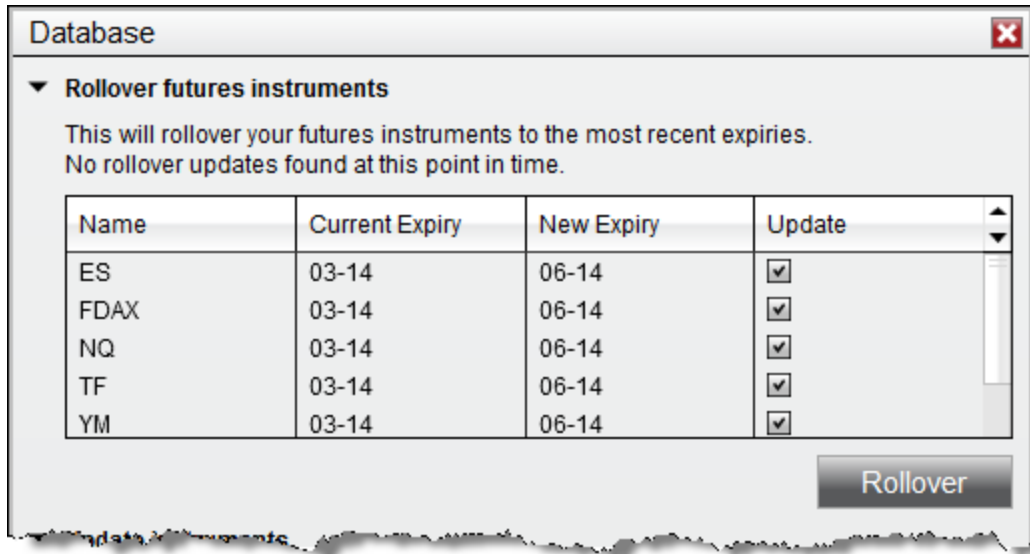 Database
Rollover futures instruments
This will rollover your futures instruments to the most recent expiries.
No rollover updates found at this point in time.
Name Current Expiry New Expiry Update
ES 03-14 06-14
FDAX 03-14 06-14
NQ 03-14 06-14
TF 03-14 06-14
YM 03-14 06-14
Rollover